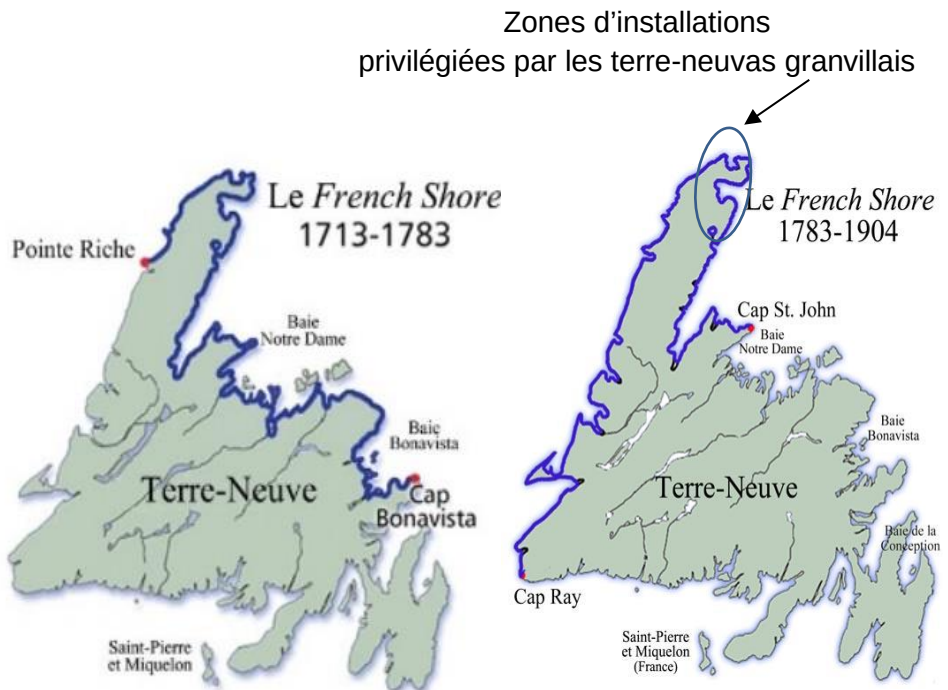 Zones d’installations
privilégiées par les terre-neuvas granvillais
Le French Shore
1713-1783
Pointe Riche
Baie
Notre Dame
Baie
Bonavista
Terre-Neuve
Cap
Bonavista
Saint-Pierre
et Miquelon
Le French Shore
1783-1904
Cap St. John
Baie
Notre Dame
Baie
Bonavista
Terre-Neuve
Baie de la
Conception
Cap Ray
Saint-Pierre
et Miquelon
(France)